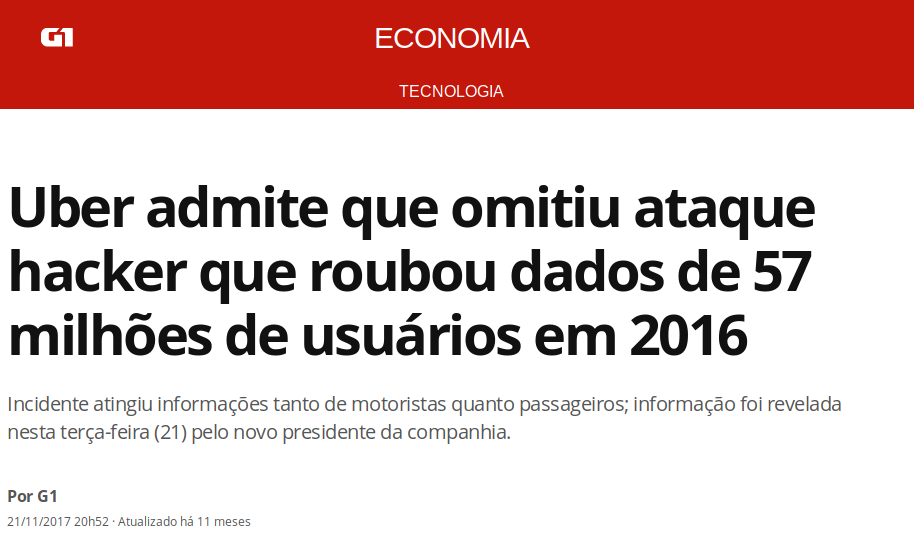 G1
ECONOMIA
TECNOLOGIA
Uber admite que omitiu ataque
hacker que roubou dados de 57
milhões de usuários em 2016
Incidente atingiu informações tanto de motoristas quanto passageiros; informação foi revelada
nesta terça-feira (21) pelo novo presidente da companhia.
Por G1
21/11/2017 20h52 · Atualizado há 11 meses